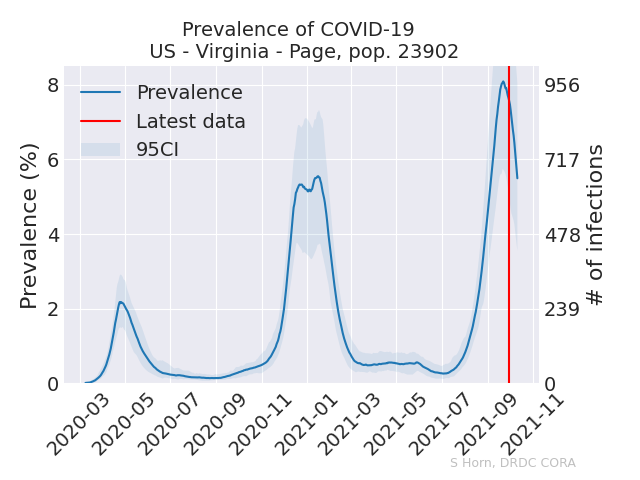 Prevalence of COVID-19
US - Virginia - Page, pop. 23902
Prevalence
Latest data
95CI
Prevalence (%)
8
6
4
2
0
956
717
478
239
0
# of infections
2020-03
2020-05
2020-07
2020-09
2020-11
2021-01
2021-03
2021-05
2021-07
2021-09
2021-11
S Horn, DRDC CORA